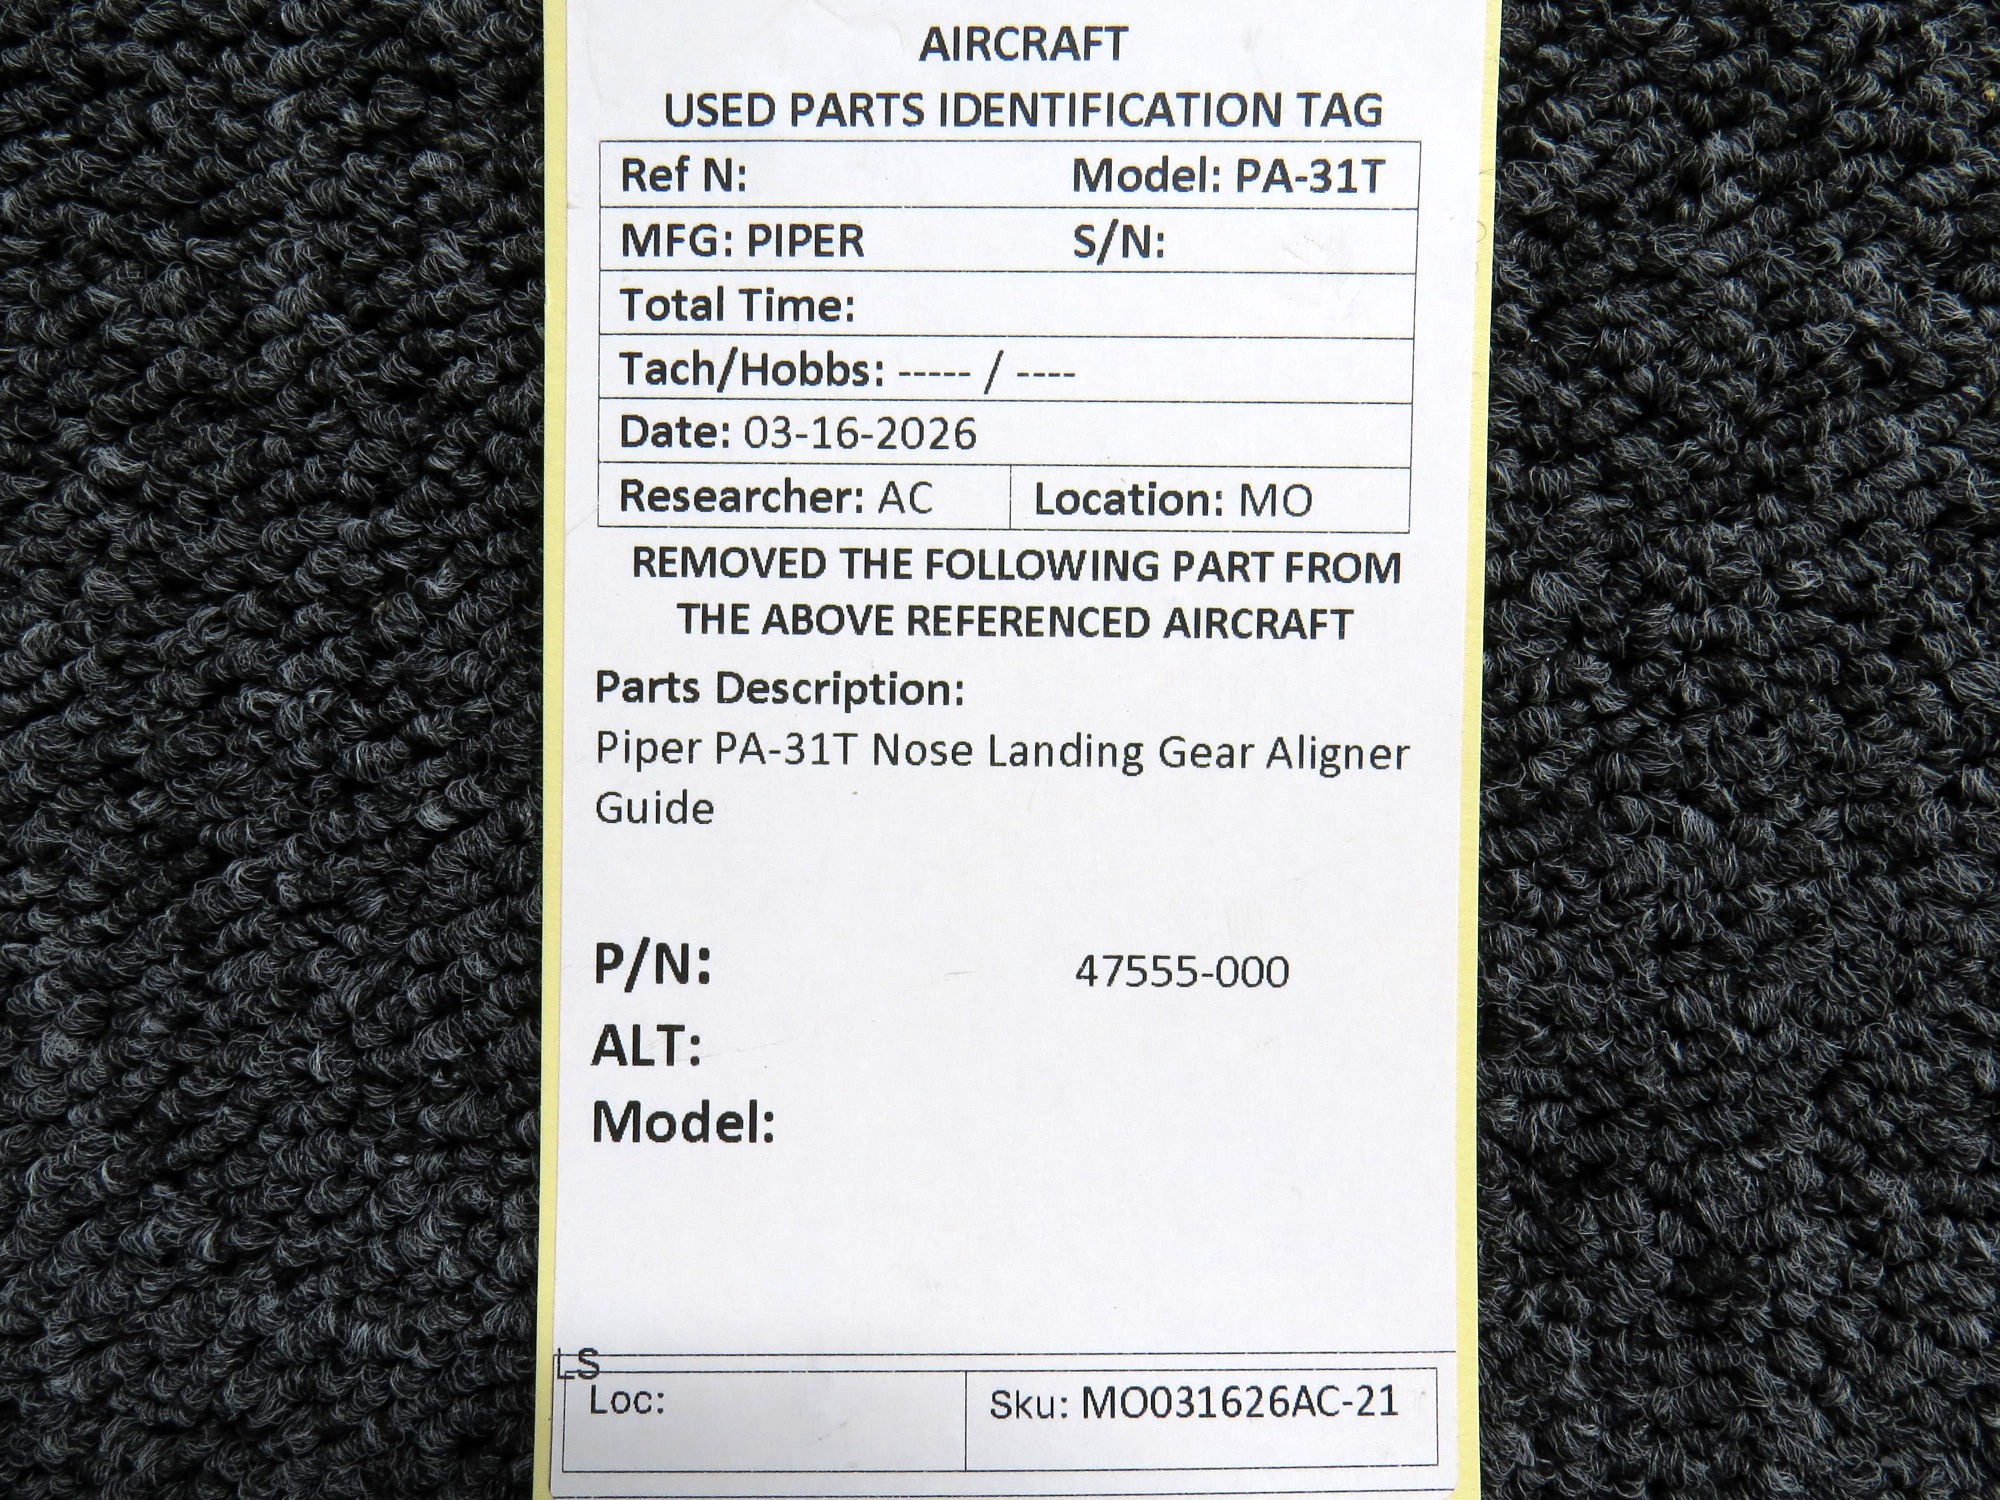 AIRCRAFT
USED PARTS IDENTIFICATION TAG
Ref N: Model: PA-31T
MFG: PIPER S/N:
Total Time:
Tach/Hobbs: ----- / ----
Date: 03-16-2026
Researcher: AC Location: MO
REMOVED THE FOLLOWING PART FROM
THE ABOVE REFERENCED AIRCRAFT
Parts Description:
Piper PA-31T Nose Landing Gear Aligner
Guide
P/N: 47555-000
ALT:
Model:
LS
Loc: Sku: MO031626AC-21